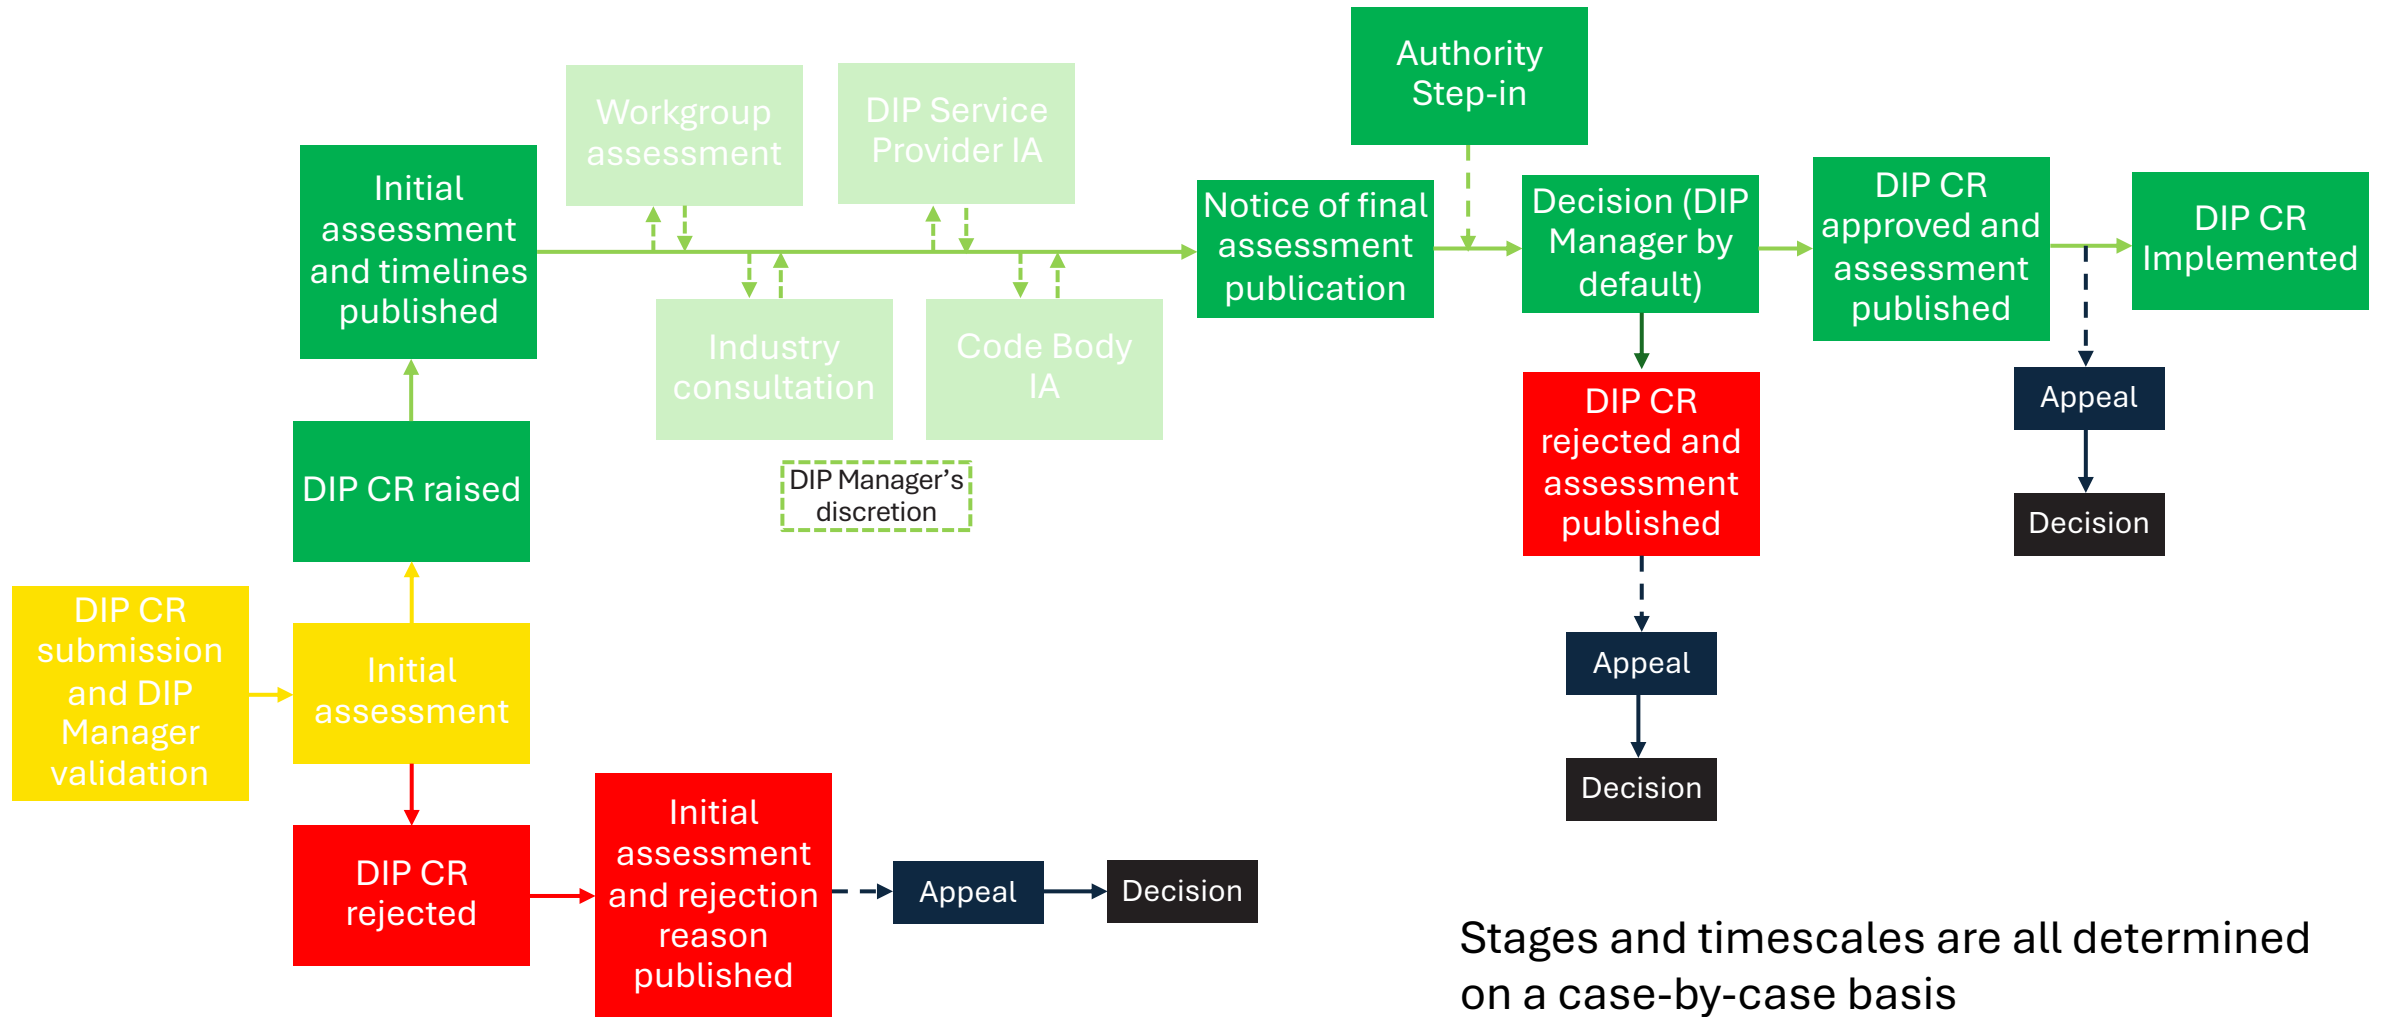 Authority
Step-in
Workgroup
assessment
DIP Service
Provider IA
Initial
assessment
and timelines
published
Notice of final
assessment
publication
Decision (DIP
Manager by
default)
DIP CR
approved and
assessment
published
DIP CR
Implemented
Industry
consultation
Code Body
IA
DIP Manager’s
discretion
DIP CR raised
DIP CR
rejected and
assessment
published
Appeal
Decision
DIP CR
submission
and DIP
Manager
validation
Initial
assessment
Appeal
Decision
DIP CR
rejected
Initial
assessment
and rejection
reason
published
Appeal
Decision
Stages and timescales are all determined
on a case-by-case basis